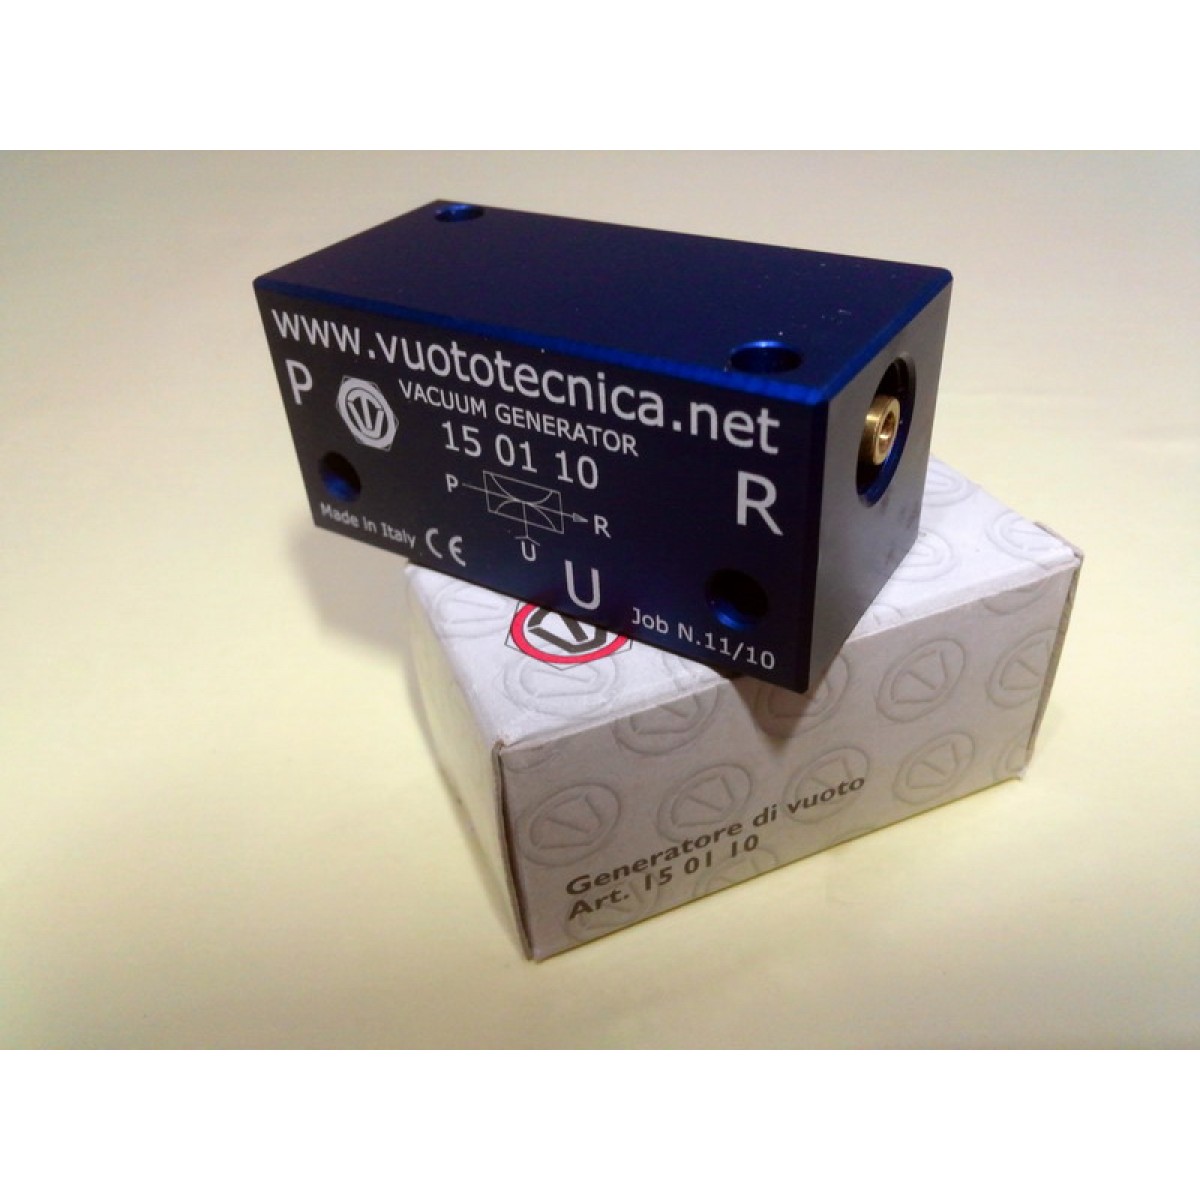 www.vuototecnica.net
P
VACUUM GENERATOR
15 01 10
P
R
U
R
Made in Italy CE
U
Job N.11/10
Generatore di vuoto
Art. 15 01 10